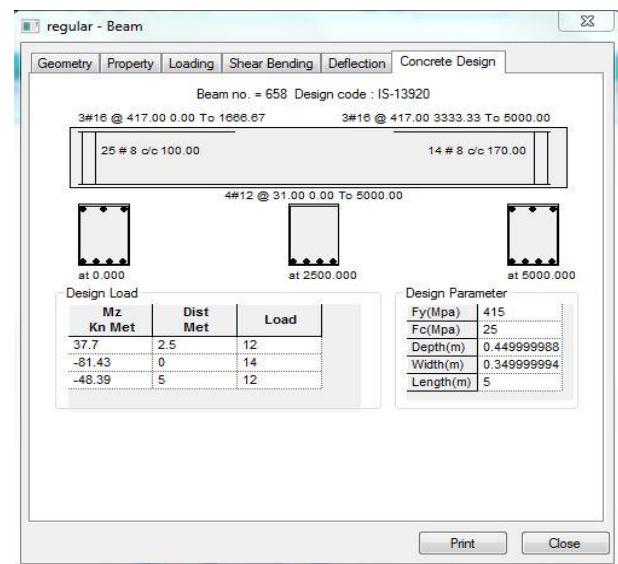 regular - Beam
Geometry Property Loading Shear Bending Deflection Concrete Design
Beam no. = 658 Design code : IS-13920
3#16 @ 417.00 0.00 To 1666.67 3#16 @ 417.00 3333.33 To 5000.00
25 # 8 c/c 100.00 14 # 8 c/c 170.00
4#12 @ 31.00 0.00 To 5000.00
at 0.000 at 2500.000 at 5000.000
Design Load Design Parameter
Mz Dist Load
Kn Met Met
37.7 2.5 12
-81.43 0 14
-48.39 5 12
Fy(Mpa) 415
Fc(Mpa) 25
Depth(m) 0.449999988
Width(m) 0.349999994
Length(m) 5
Print Close